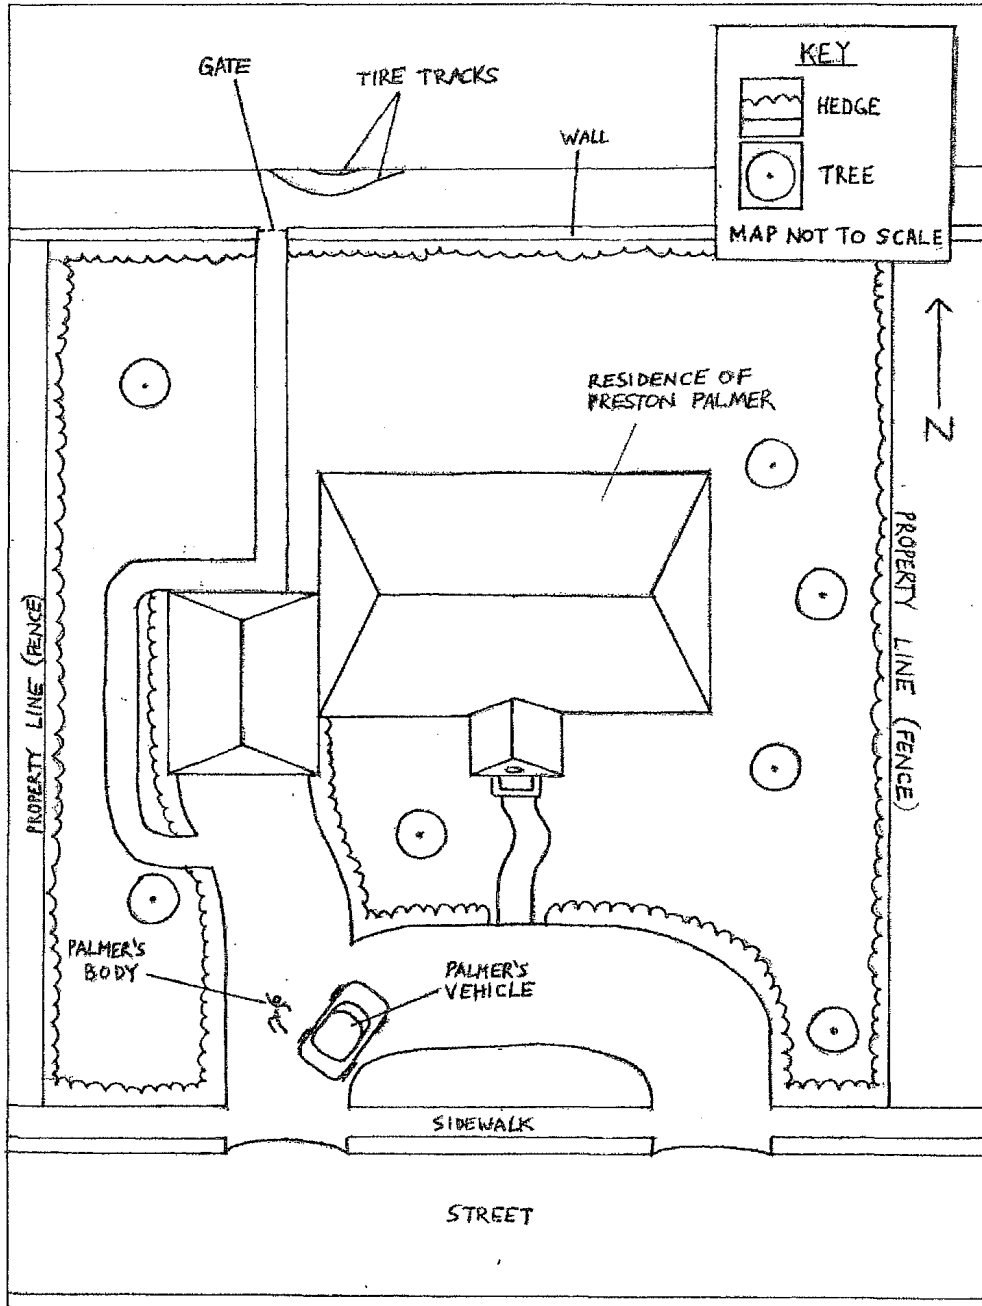 KEY
HEDGE
TREE
MAP NOT TO SCALE
GATE
TIRE TRACKS
WALL
N
RESIDENCE OF
PRESTON PALMER
PROPERTY LINE (FENCE)
PROPERTY LINE (FENCE)
PALMER'S
BODY
PALMER'S
VEHICLE
SIDEWALK
STREET